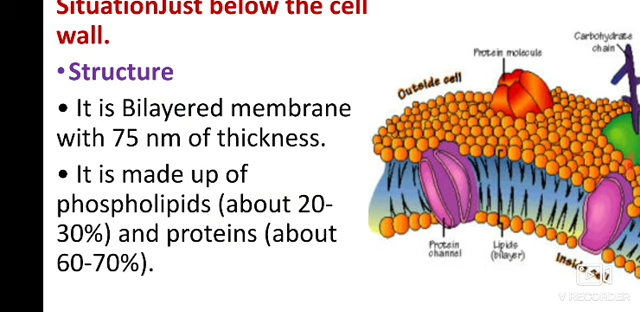 SituationJust below the cell
wall.
•Structure
• It is Bilayered membrane
with 75 nm of thickness.
• It is made up of
phospholipids (about 20-
30%) and proteins (about
60-70%).
Carbohydrate
chain
Protein molecule
Outside cell
Protein
channel
Lipids
(bilayer)
Inside cell
V RECORDER